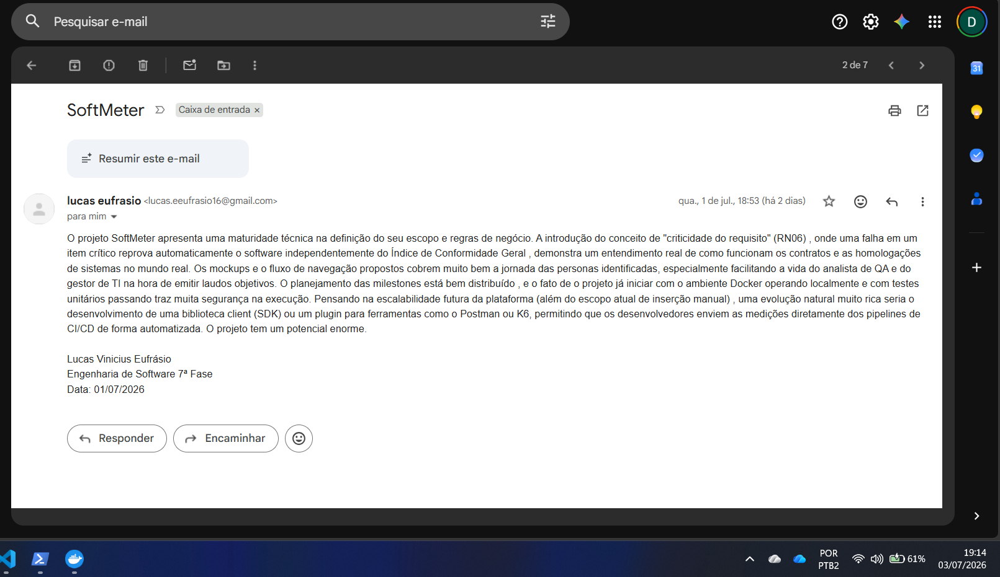 Pesquisar e-mail
D
2 de 7
31
SoftMeter
Caixa de entrada ×
Resumir este e-mail
lucas eufrasio <lucas.eeufrasio16@gmail.com>
qua., 1 de jul., 18:53 (há 2 dias)
para mim
O projeto SoftMeter apresenta uma maturidade técnica na definição do seu escopo e regras de negócio. A introdução do conceito de "criticidade do requisito" (RN06) , onde uma falha em um
item crítico reprova automaticamente o software independentemente do Índice de Conformidade Geral , demonstra um entendimento real de como funcionam os contratos e as homologações
de sistemas no mundo real. Os mockups e o fluxo de navegação propostos cobrem muito bem a jornada das personas identificadas, especialmente facilitando a vida do analista de QA e do
gestor de TI na hora de emitir laudos objetivos. O planejamento das milestones está bem distribuído , e o fato de o projeto já iniciar com o ambiente Docker operando localmente e com testes
unitários passando traz muita segurança na execução. Pensando na escalabilidade futura da plataforma (além do escopo atual de inserção manual) , uma evolução natural muito rica seria o
desenvolvimento de uma biblioteca client (SDK) ou um plugin para ferramentas como o Postman ou K6, permitindo que os desenvolvedores enviem as medições diretamente dos pipelines de
CI/CD de forma automatizada. O projeto tem um potencial enorme.
Lucas Vinicius Eufrásio
Engenharia de Software 7ª Fase
Data: 01/07/2026
Responder
Encaminhar
POR
PTB2
61%
19:14
03/07/2026